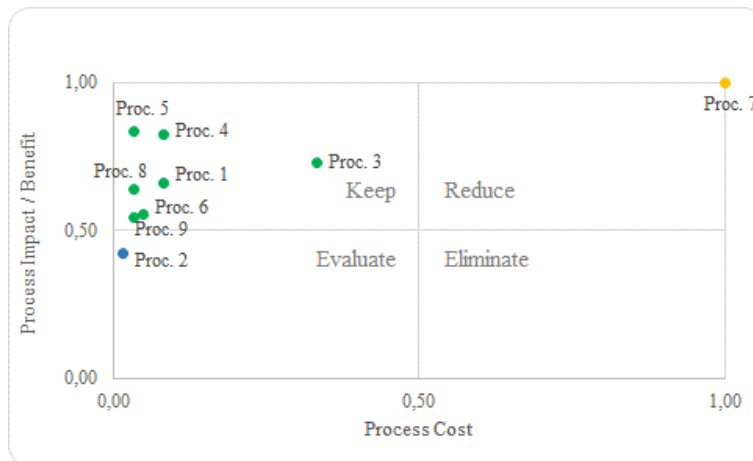 1,00
Proc. 5
Proc. 4
Proc. 7
Proc. 3
Proc. 8
Proc. 1
Keep
Reduce
Proc. 6
0,50
Proc. 9
Proc. 2
Evaluate
Eliminate
Process Impact / Benefit
0,00
0,00
0,50
1,00
Process Cost